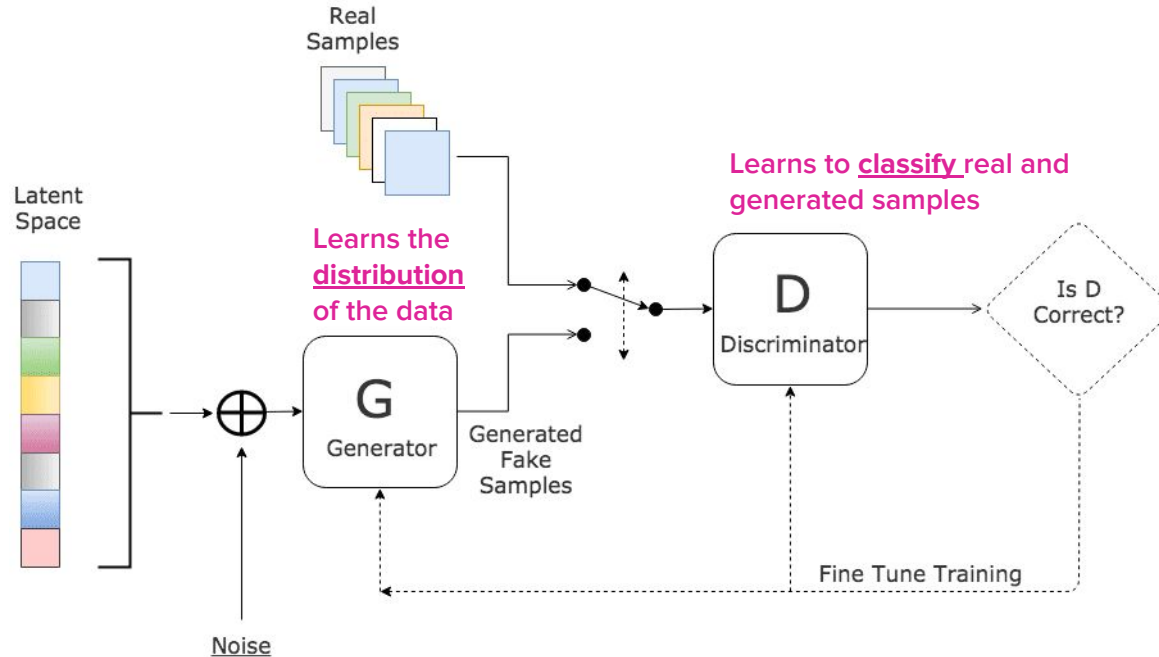 Real
Samples
Learns to classify real and
generated samples
Latent
Space
Learns the
distribution
of the data
Is D
Correct?
D
Discriminator
G
Generator
Generated
Fake
Samples
Fine Tune Training
Noise